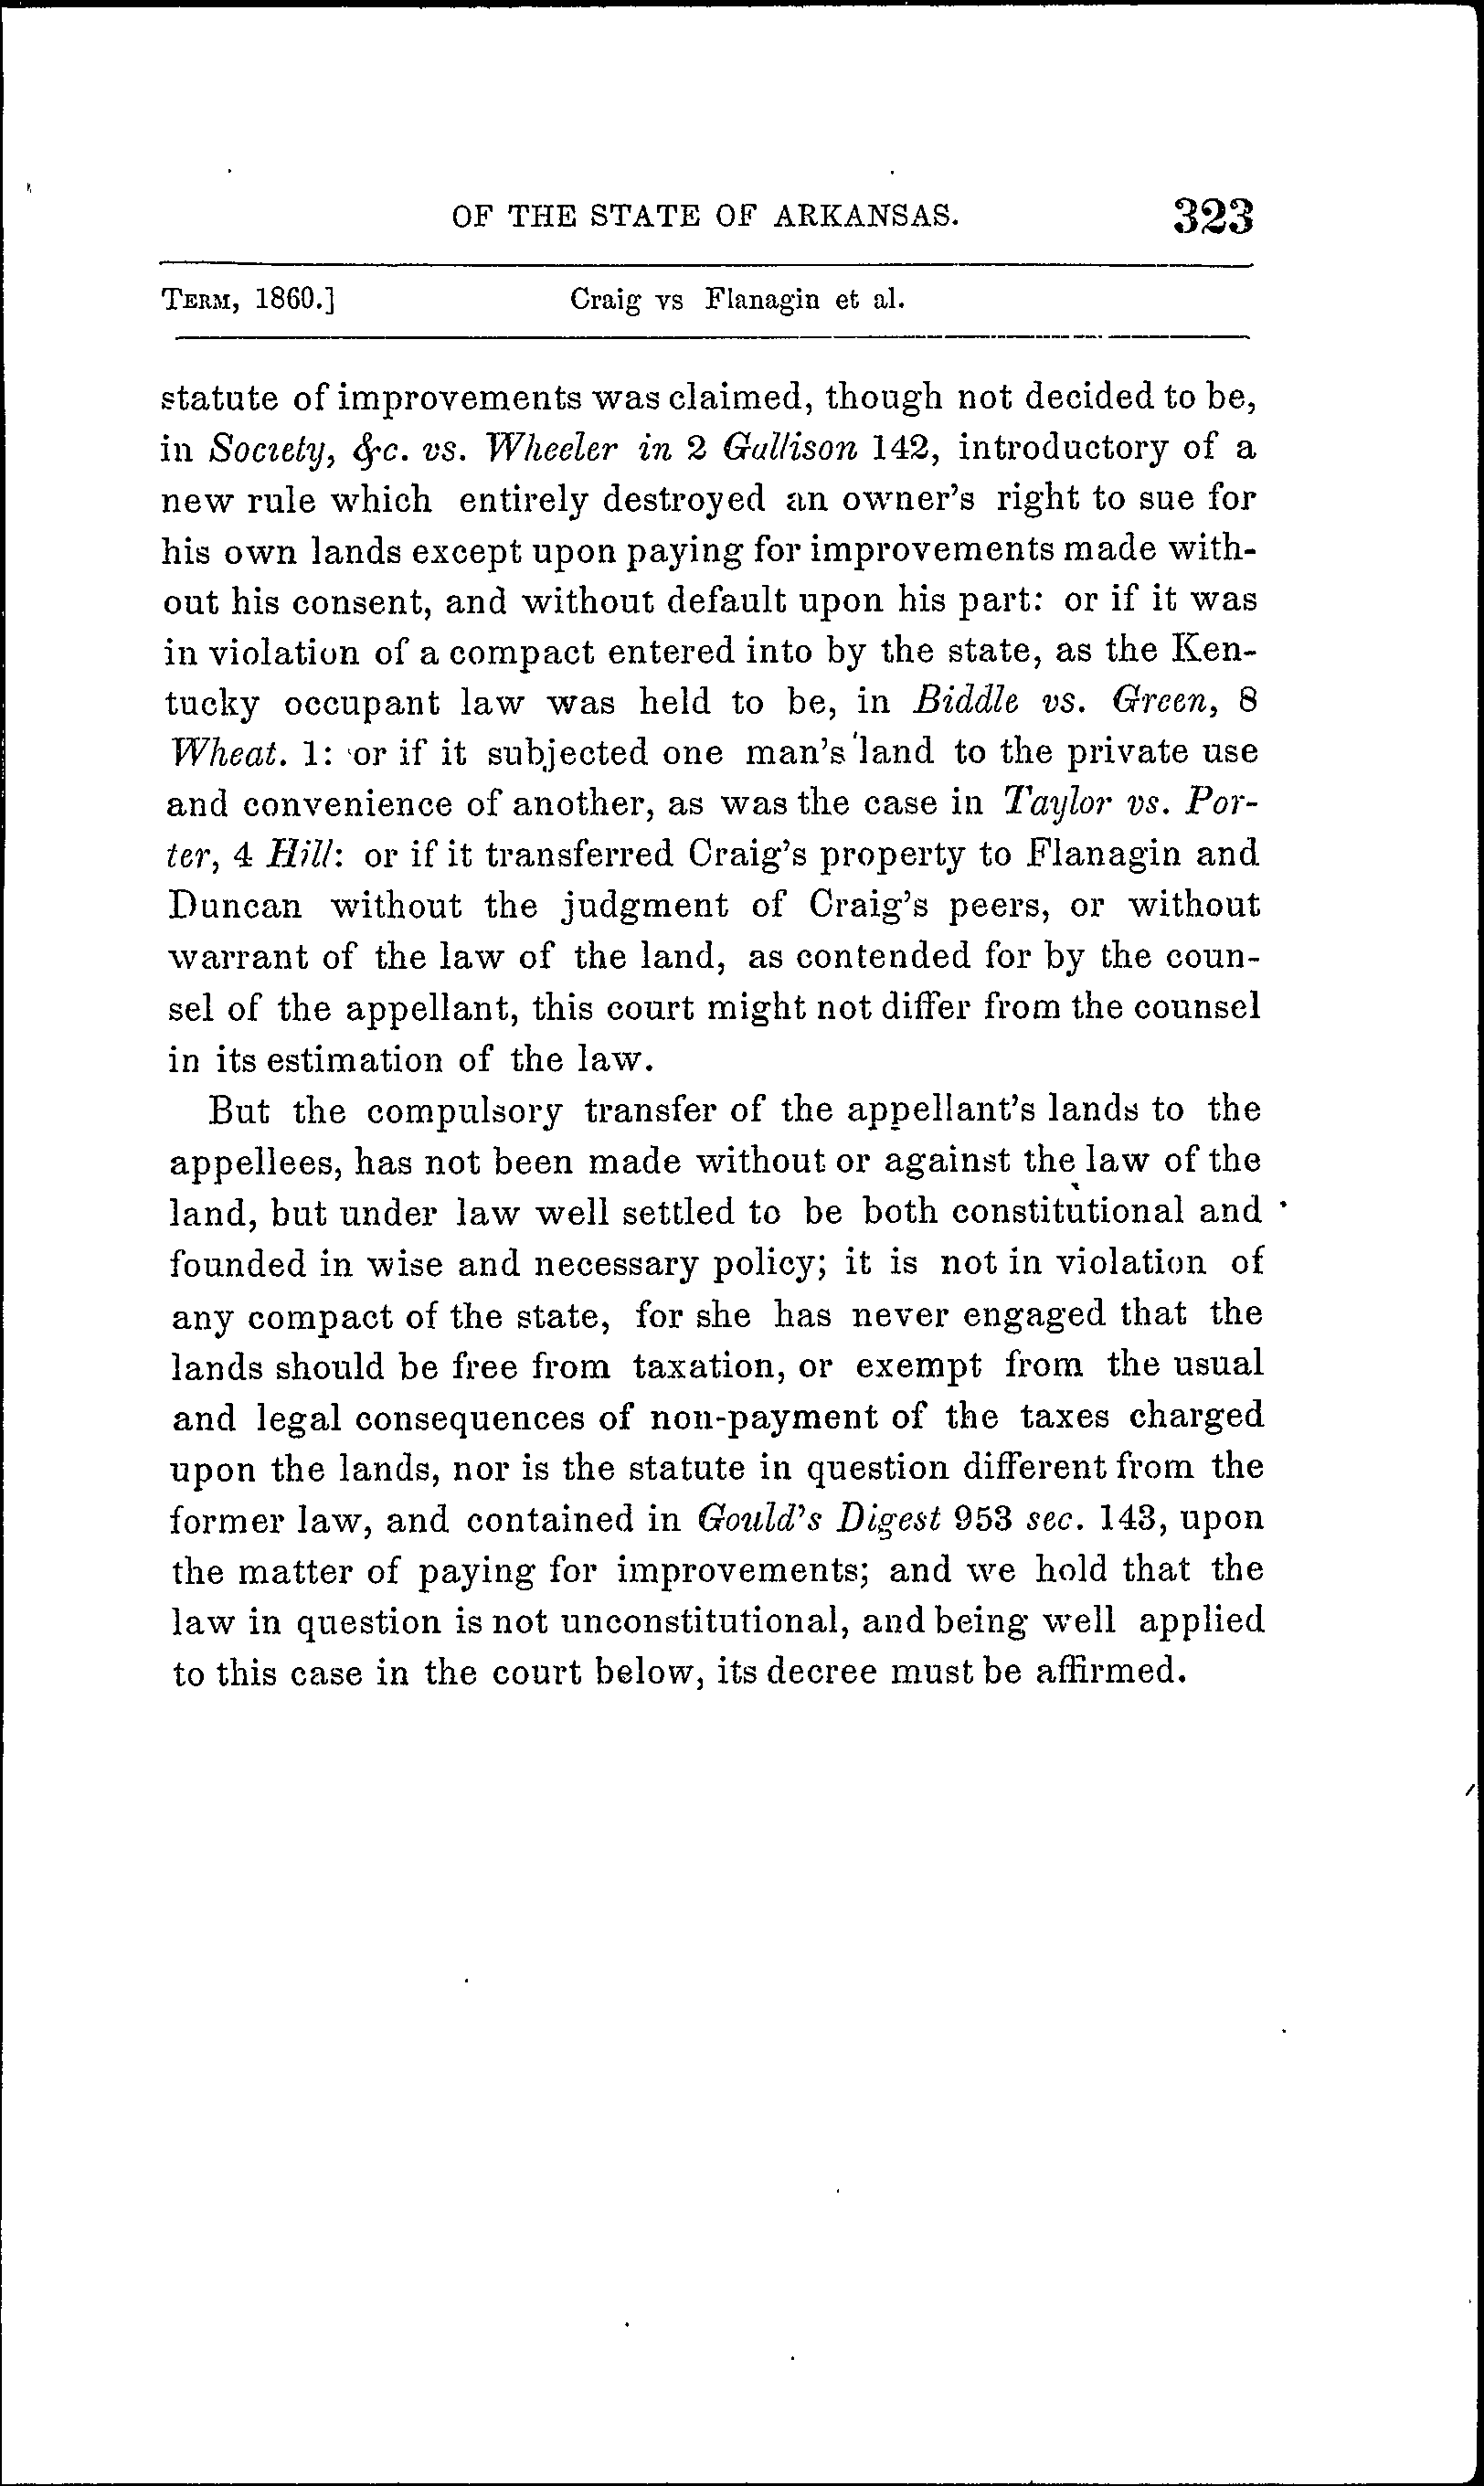 OF THE STATE OF ARKANSAS. 323
TERM, 1860.] Craig vs Flanagin et al.
statute of improvements was claimed, though not decided to be,
in Society, &c. vs. Wheeler in 2 Gallison 142, introductory of a
new rule which entirely destroyed an owner's right to sue for
his own lands except upon paying for improvements made with-
out his consent, and without default upon his part: or if it was
in violation of a compact entered into by the state, as the Ken-
tucky occupant law was held to be, in Biddle vs. Green, 8
Wheat. 1: or if it subjected one man's land to the private use
and convenience of another, as was the case in Taylor vs. Por-
ter, 4 Hill: or if it transferred Craig's property to Flanagin and
Duncan without the judgment of Craig's peers, or without
warrant of the law of the land, as contended for by the coun-
sel of the appellant, this court might not differ from the counsel
in its estimation of the law.
But the compulsory transfer of the appellant's lands to the
appellees, has not been made without or against the law of the
land, but under law well settled to be both constitutional and
founded in wise and necessary policy; it is not in violation of
any compact of the state, for she has never engaged that the
lands should be free from taxation, or exempt from the usual
and legal consequences of non-payment of the taxes charged
upon the lands, nor is the statute in question different from the
former law, and contained in Gould's Digest 953 sec. 143, upon
the matter of paying for improvements; and we hold that the
law in question is not unconstitutional, and being well applied
to this case in the court below, its decree must be affirmed.